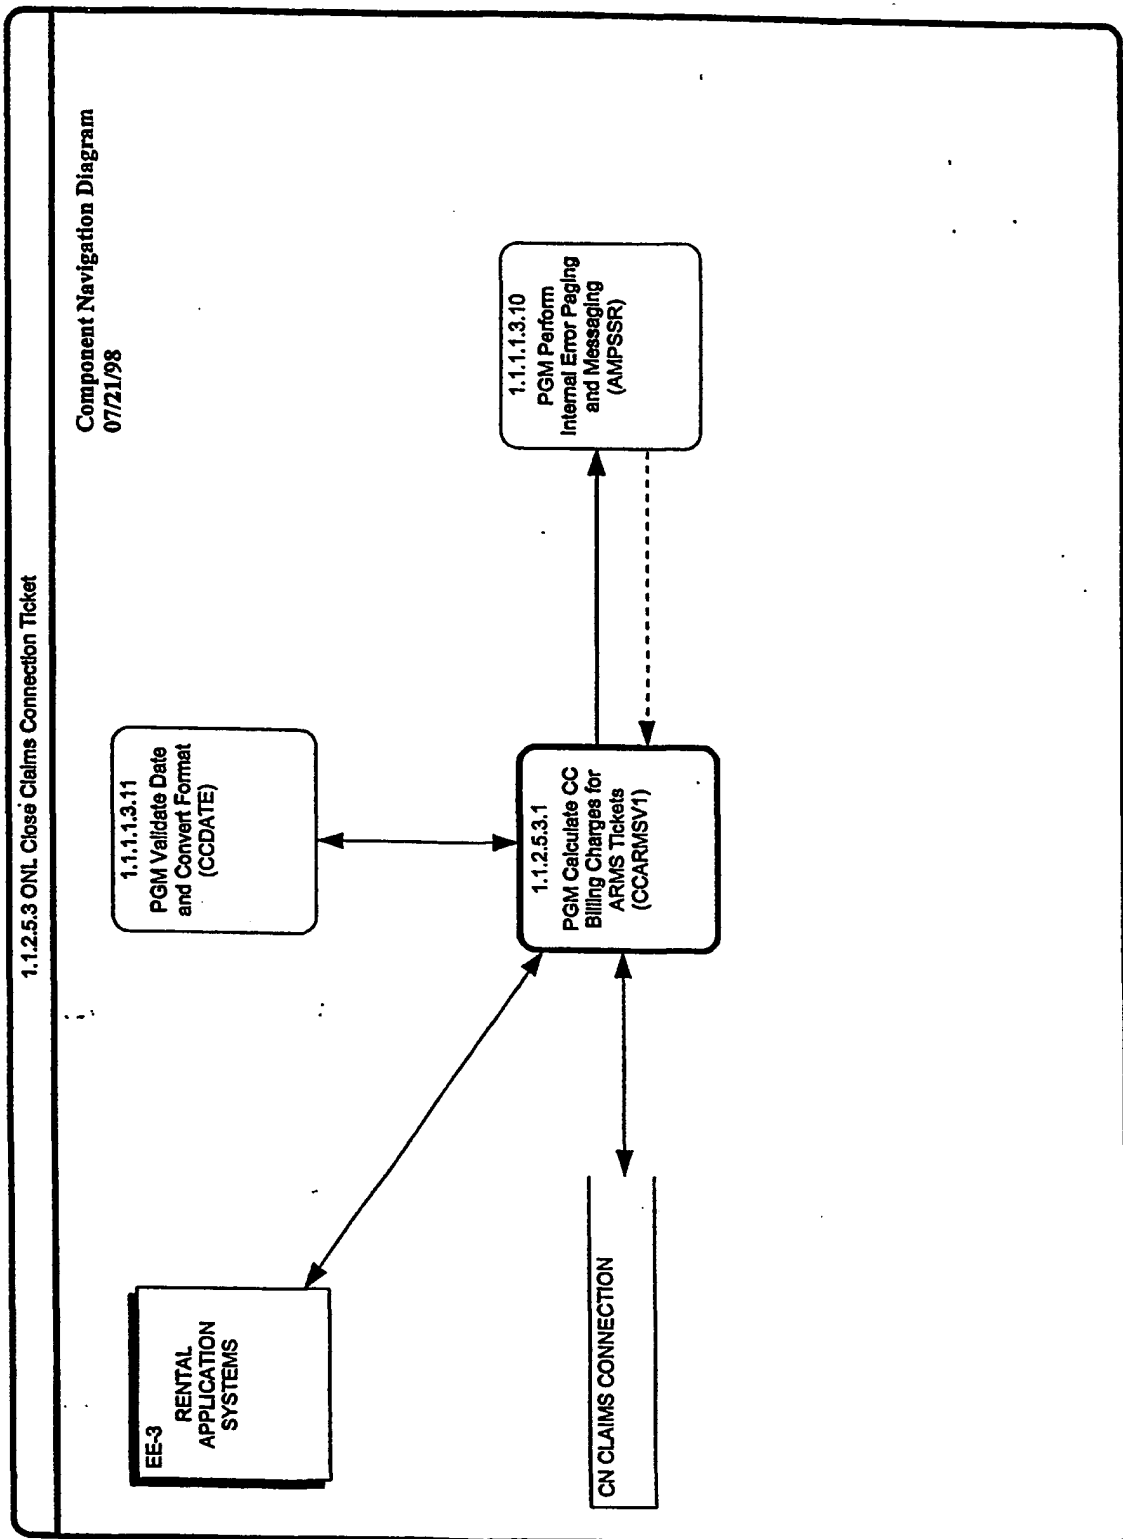 1.1.2.5.3 ONL Close Claims Connection Ticket
Component Navigation Diagram
07/21/98
EE-3
RENTAL
APPLICATION
SYSTEMS
1.1.1.1.3.11
PGM Validate Date
and Convert Format
(CCDATE)
CN CLAIMS CONNECTION
1.1.2.5.3.1
PGM Calculate CC
Billing Charges for
ARMS Tickets
(CCARMSV1)
1.1.1.1.3.10
PGM Perform
Internal Error Paging
and Messaging
(AMPSSR)